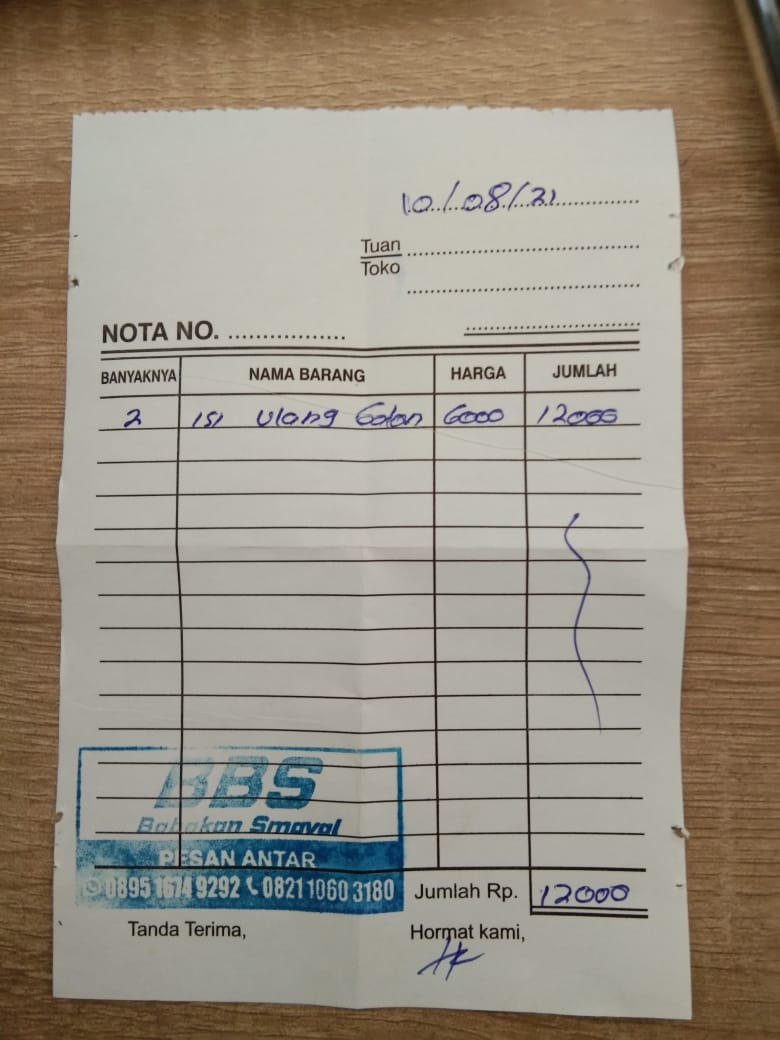 10/08/21
Tuan
Toko
NOTA NO.
BANYAKNYA NAMA BARANG HARGA JUMLAH
2 isi Ulang Galon 6000 12000
BBS
Babakan Smaval
PESAN ANTAR
0895 1674 9292 0821 1060 3180
Jumlah Rp. 12000
Tanda Terima, Hormat kami,